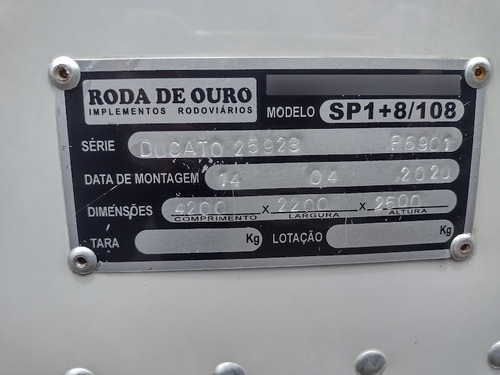 RODA DE OURO
IMPLEMENTOS RODOVIÁRIOS
MODELO SP1+8/108
SÉRIE DUCATO 25923 P6901
DATA DE MONTAGEM 14 04 2020
DIMENSÕES 4200 X 2200 X 2600
COMPRIMENTO LARGURA ALTURA
TARA Kg LOTAÇÃO Kg